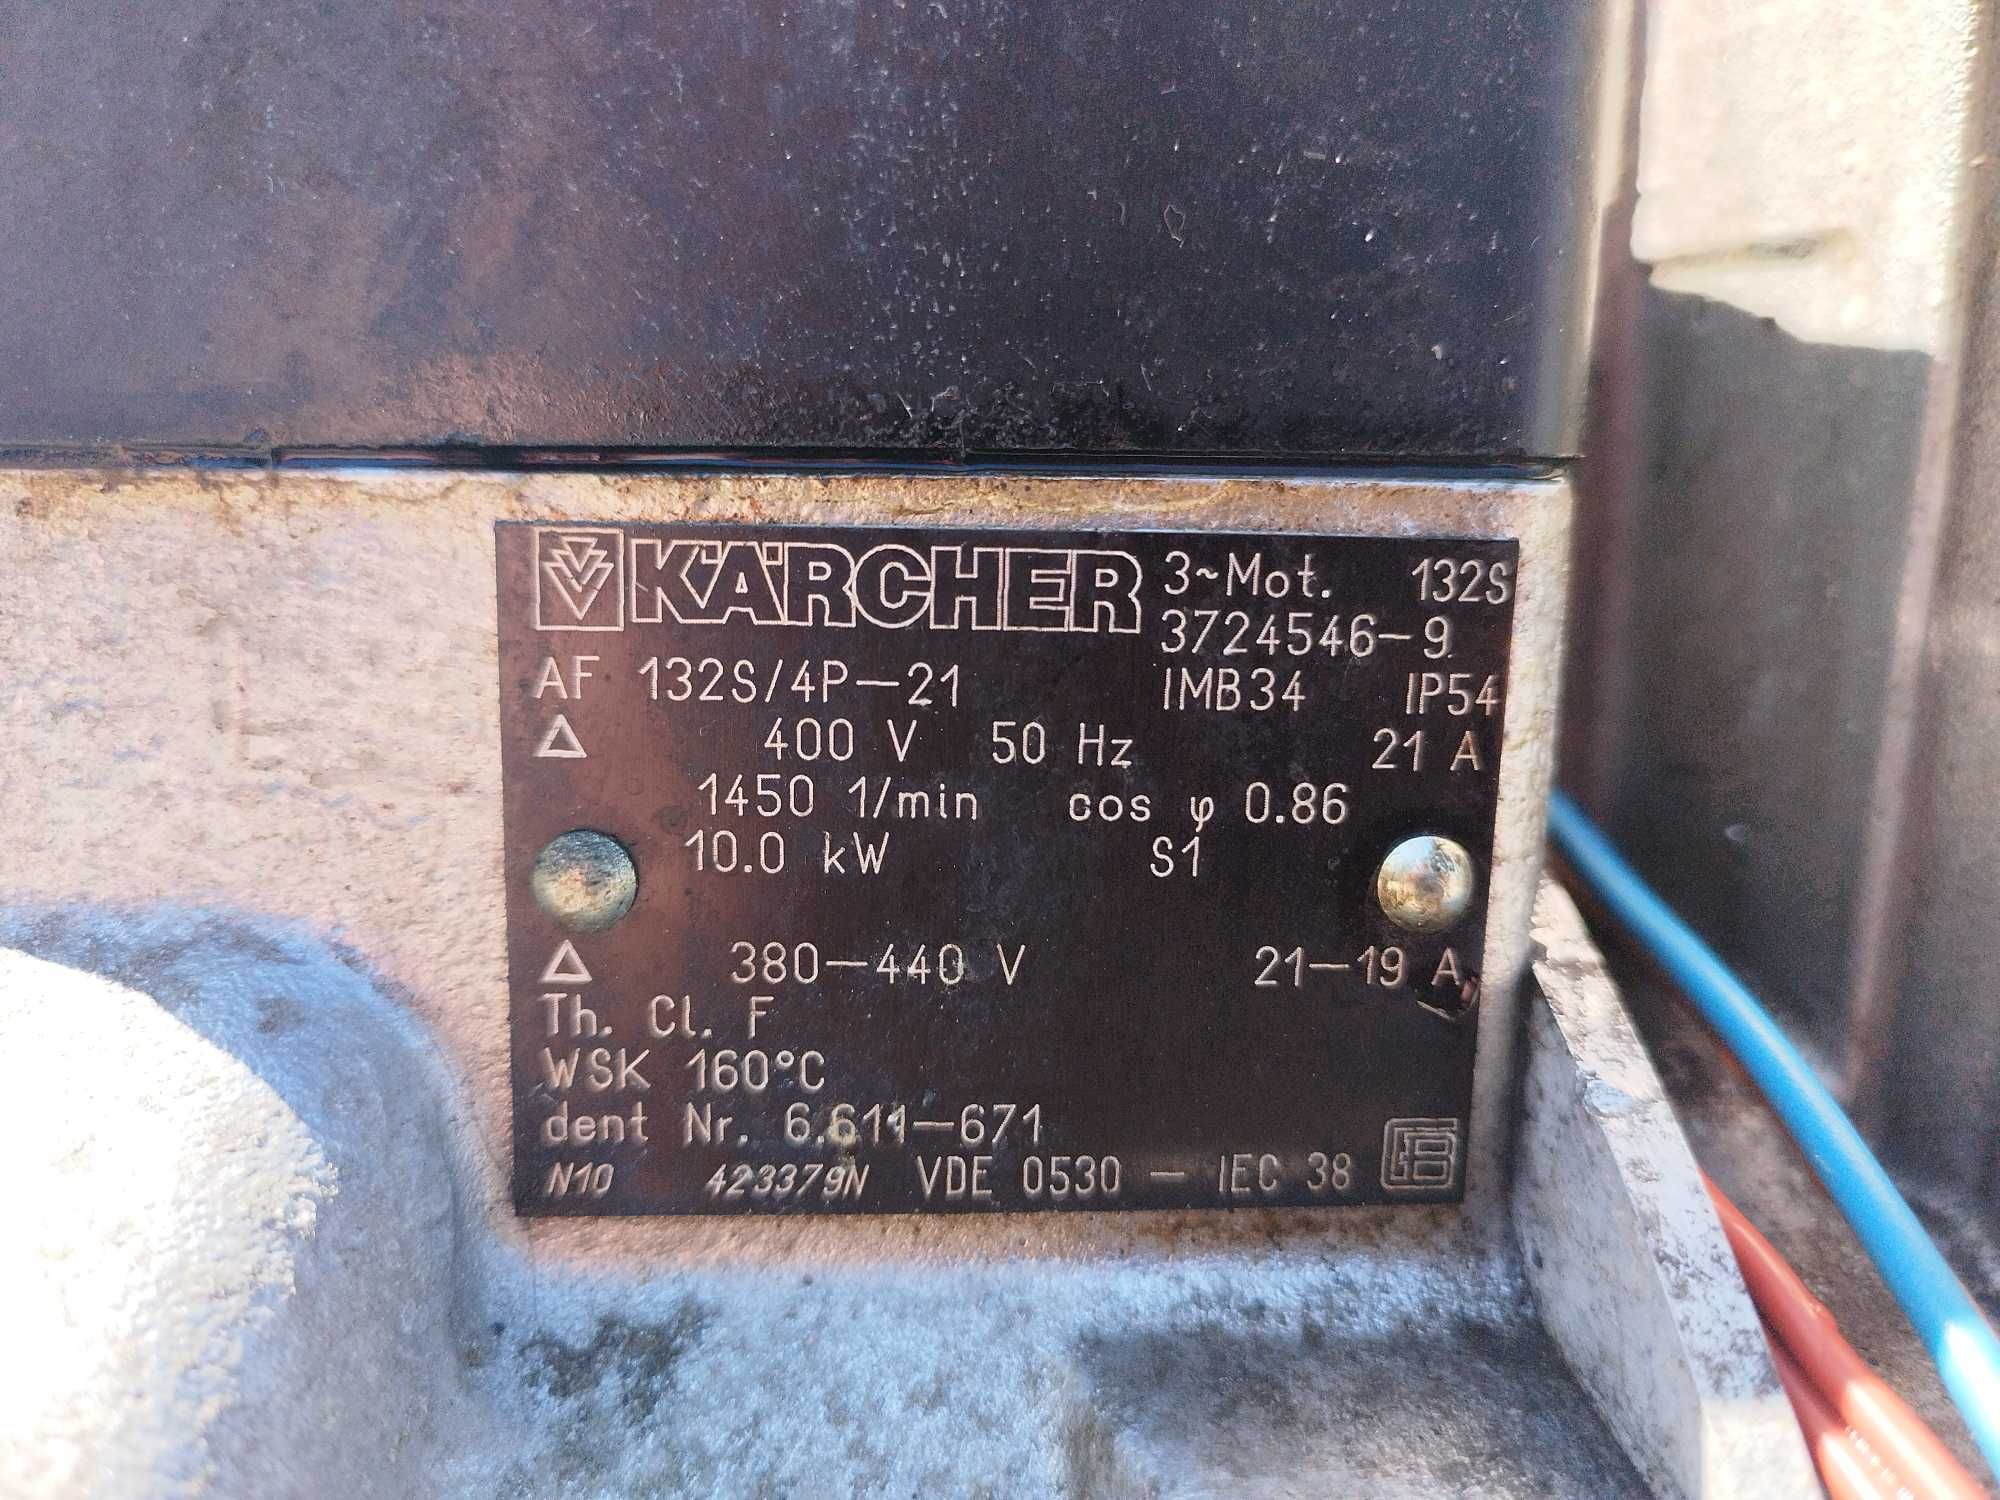 KÄRCHER 3~Mot. 132S
3724546-9
AF 132S/4P-21 IMB34 IP54
Δ 400 V 50 Hz 21 A
1450 1/min cos φ 0.86
10.0 kW S1
Δ 380-440 V 21-19 A
Th. Cl. F
WSK 160°C
dent Nr. 6.611-671
N10 423379N VDE 0530 - IEC 38